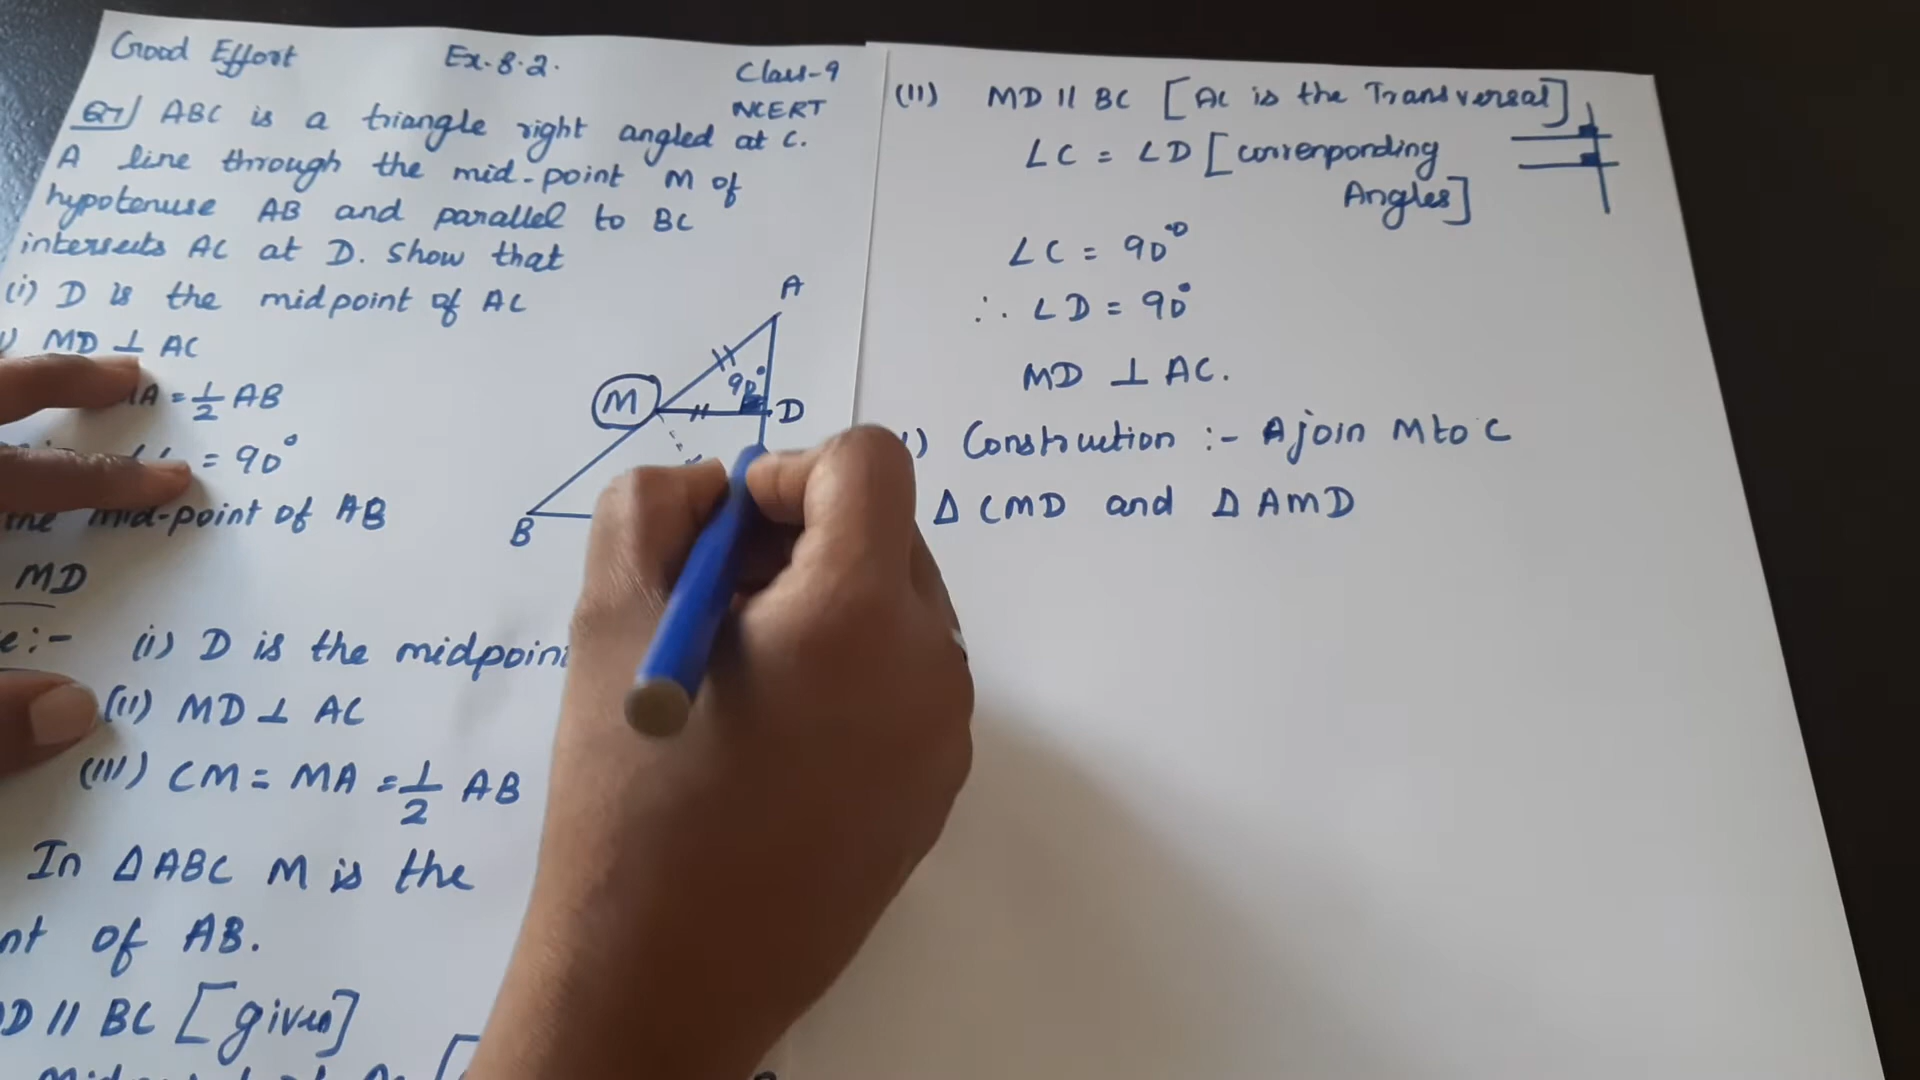 Good Effort Ex-8.2. Class-9
NCERT
Q7/ ABC is a triangle right angled at C.
A line through the mid-point M of
hypotenuse AB and parallel to BC
intersects AC at D. Show that
(i) D is the midpoint of AC
MD ⊥ AC
A = 1/2 AB
= 90°
the mid-point of AB
MD
e:- (i) D is the midpoin
(II) MD ⊥ AC
(III) CM = MA = 1/2 AB
In Δ ABC M is the
nt of AB.
D // BC [given]
A
90°
M
D
B
(II) MD || BC [AC is the Transversal]
∠C = ∠D [correnponding
Angles]
∠C = 90°
∴ ∠D = 90°
MD ⊥ AC.
) Construction :- A join M to C
Δ CMD and Δ AMD